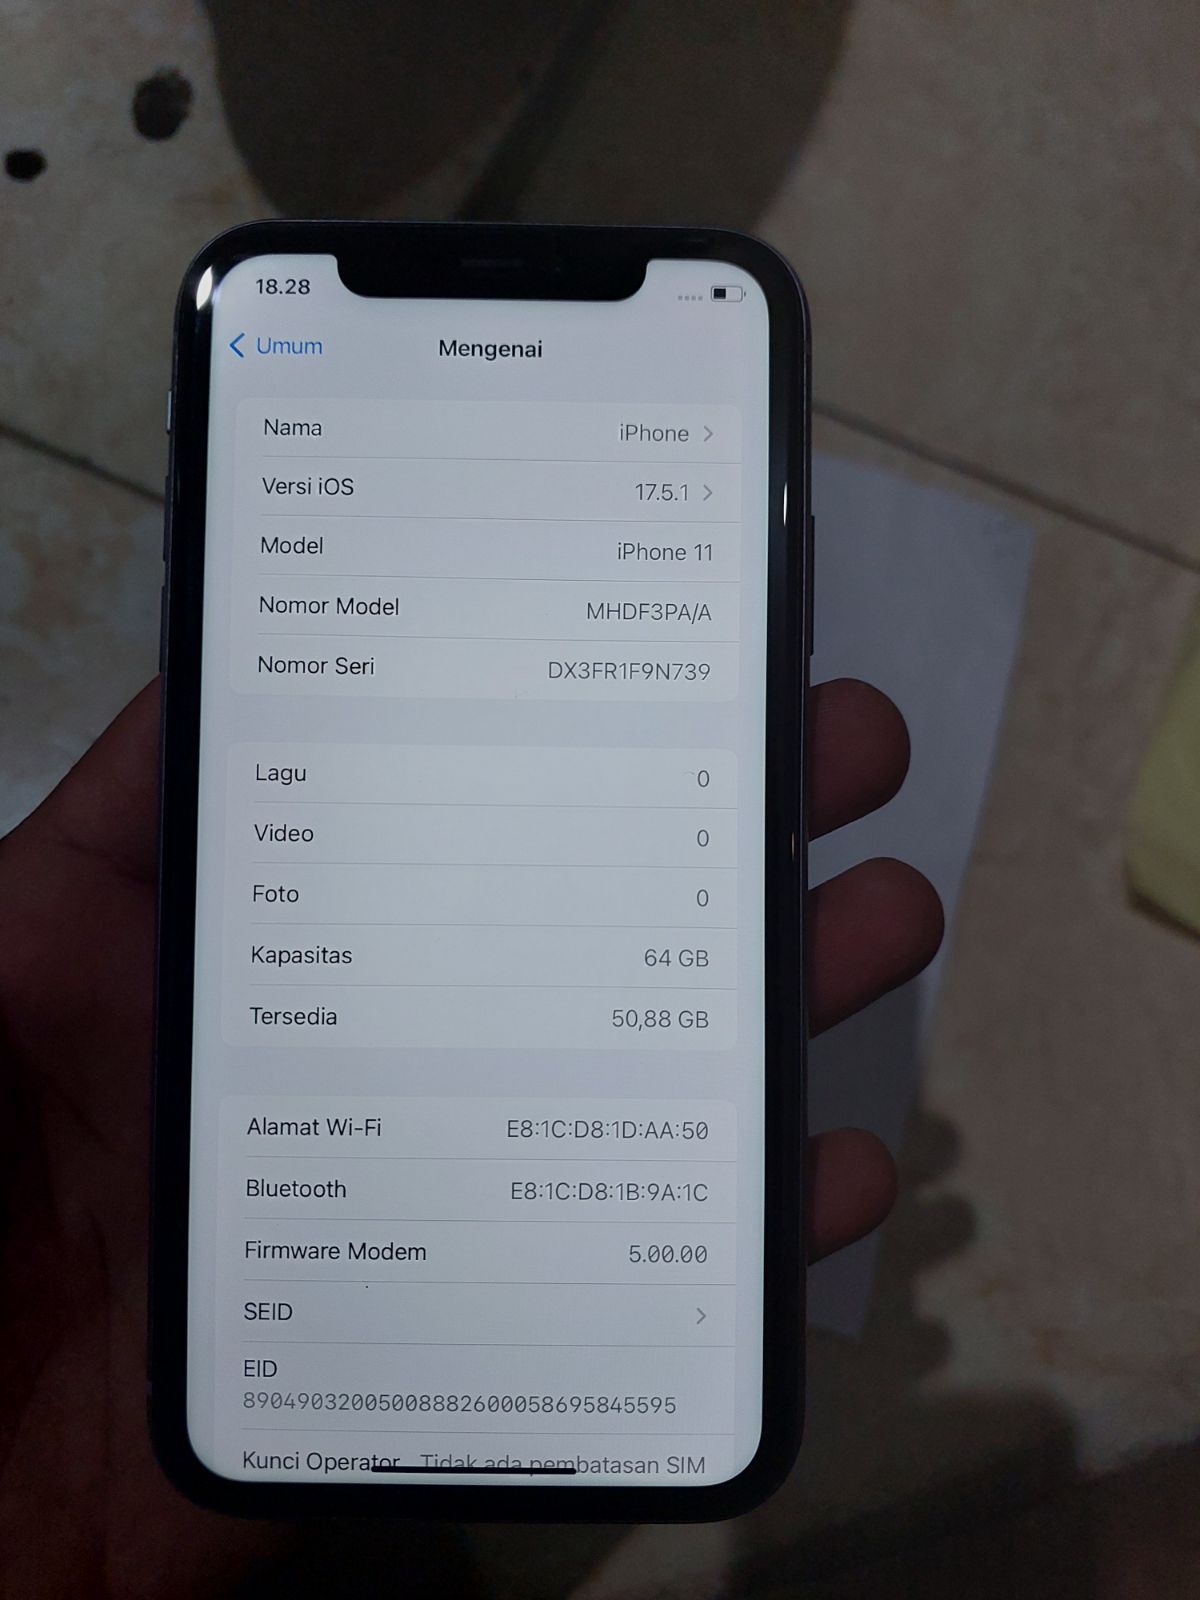 18.28
Umum
Mengenai
Nama iPhone
Versi iOS 17.5.1
Model iPhone 11
Nomor Model MHDF3PA/A
Nomor Seri DX3FR1F9N739
Lagu 0
Video 0
Foto 0
Kapasitas 64 GB
Tersedia 50,88 GB
Alamat Wi-Fi E8:1C:D8:1D:AA:50
Bluetooth E8:1C:D8:1B:9A:1C
Firmware Modem 5.00.00
SEID
EID
89049032005008882600058695845595
Kunci Operator Tidak ada pembatasan SIM